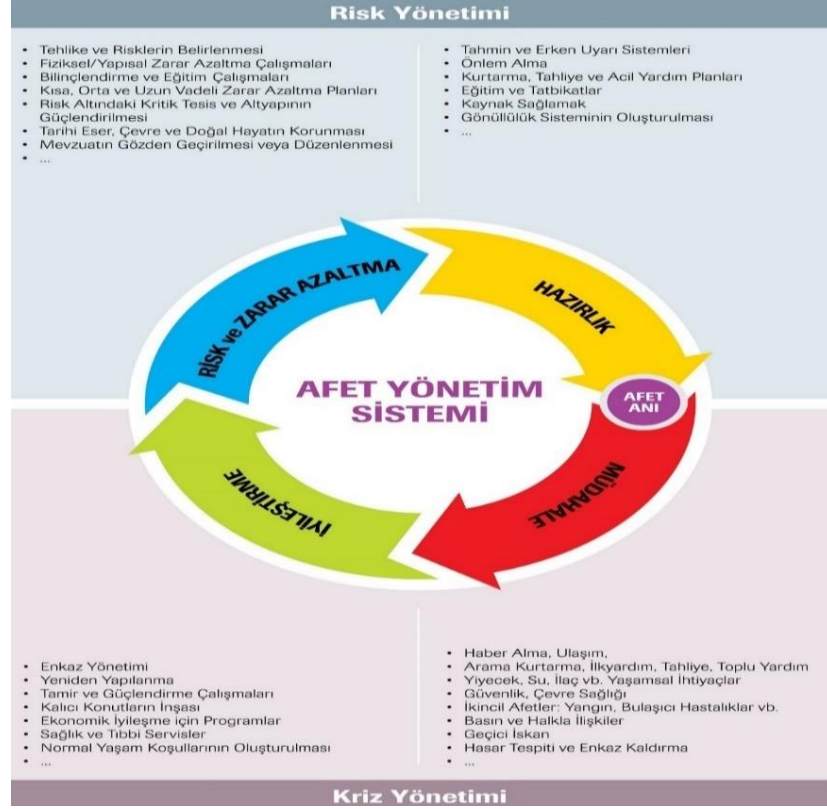 Risk Yönetimi
• Tehlike ve Risklerin Belirlenmesi
• Fiziksel/Yapısal Zarar Azaltma Çalışmaları
• Bilinçlendirme ve Eğitim Çalışmaları
• Kısa, Orta ve Uzun Vadeli Zarar Azaltma Planları
• Risk Altındaki Kritik Tesis ve Altyapının
Güçlendirilmesi
• Tarihi Eser, Çevre ve Doğal Hayatın Korunması
• Mevzuatın Gözden Geçirilmesi veya Düzenlenmesi
• ...
• Tahmin ve Erken Uyarı Sistemleri
• Önlem Alma
• Kurtarma, Tahliye ve Acil Yardım Planları
• Eğitim ve Tatbikatlar
• Kaynak Sağlamak
• Gönüllülük Sisteminin Oluşturulması
• ...
RİSK ve ZARAR AZALTMA
HAZIRLIK
AFET YÖNETİM
SİSTEMİ
AFET
ANI
İYİLEŞTİRME
MÜDAHALE
• Enkaz Yönetimi
• Yeniden Yapılanma
• Tamir ve Güçlendirme Çalışmaları
• Kalıcı Konutların İnşası
• Ekonomik İyileşme için Programlar
• Sağlık ve Tıbbi Servisler
• Normal Yaşam Koşullarının Oluşturulması
• ...
• Haber Alma, Ulaşım,
• Arama Kurtarma, İlkyardım, Tahliye, Toplu Yardım
• Yiyecek, Su, İlaç vb. Yaşamsal İhtiyaçlar
• Güvenlik, Çevre Sağlığı
• İkincil Afetler: Yangın, Bulaşıcı Hastalıklar vb.
• Basın ve Halkla İlişkiler
• Geçici İskan
• Hasar Tespiti ve Enkaz Kaldırma
• ...
Kriz Yönetimi